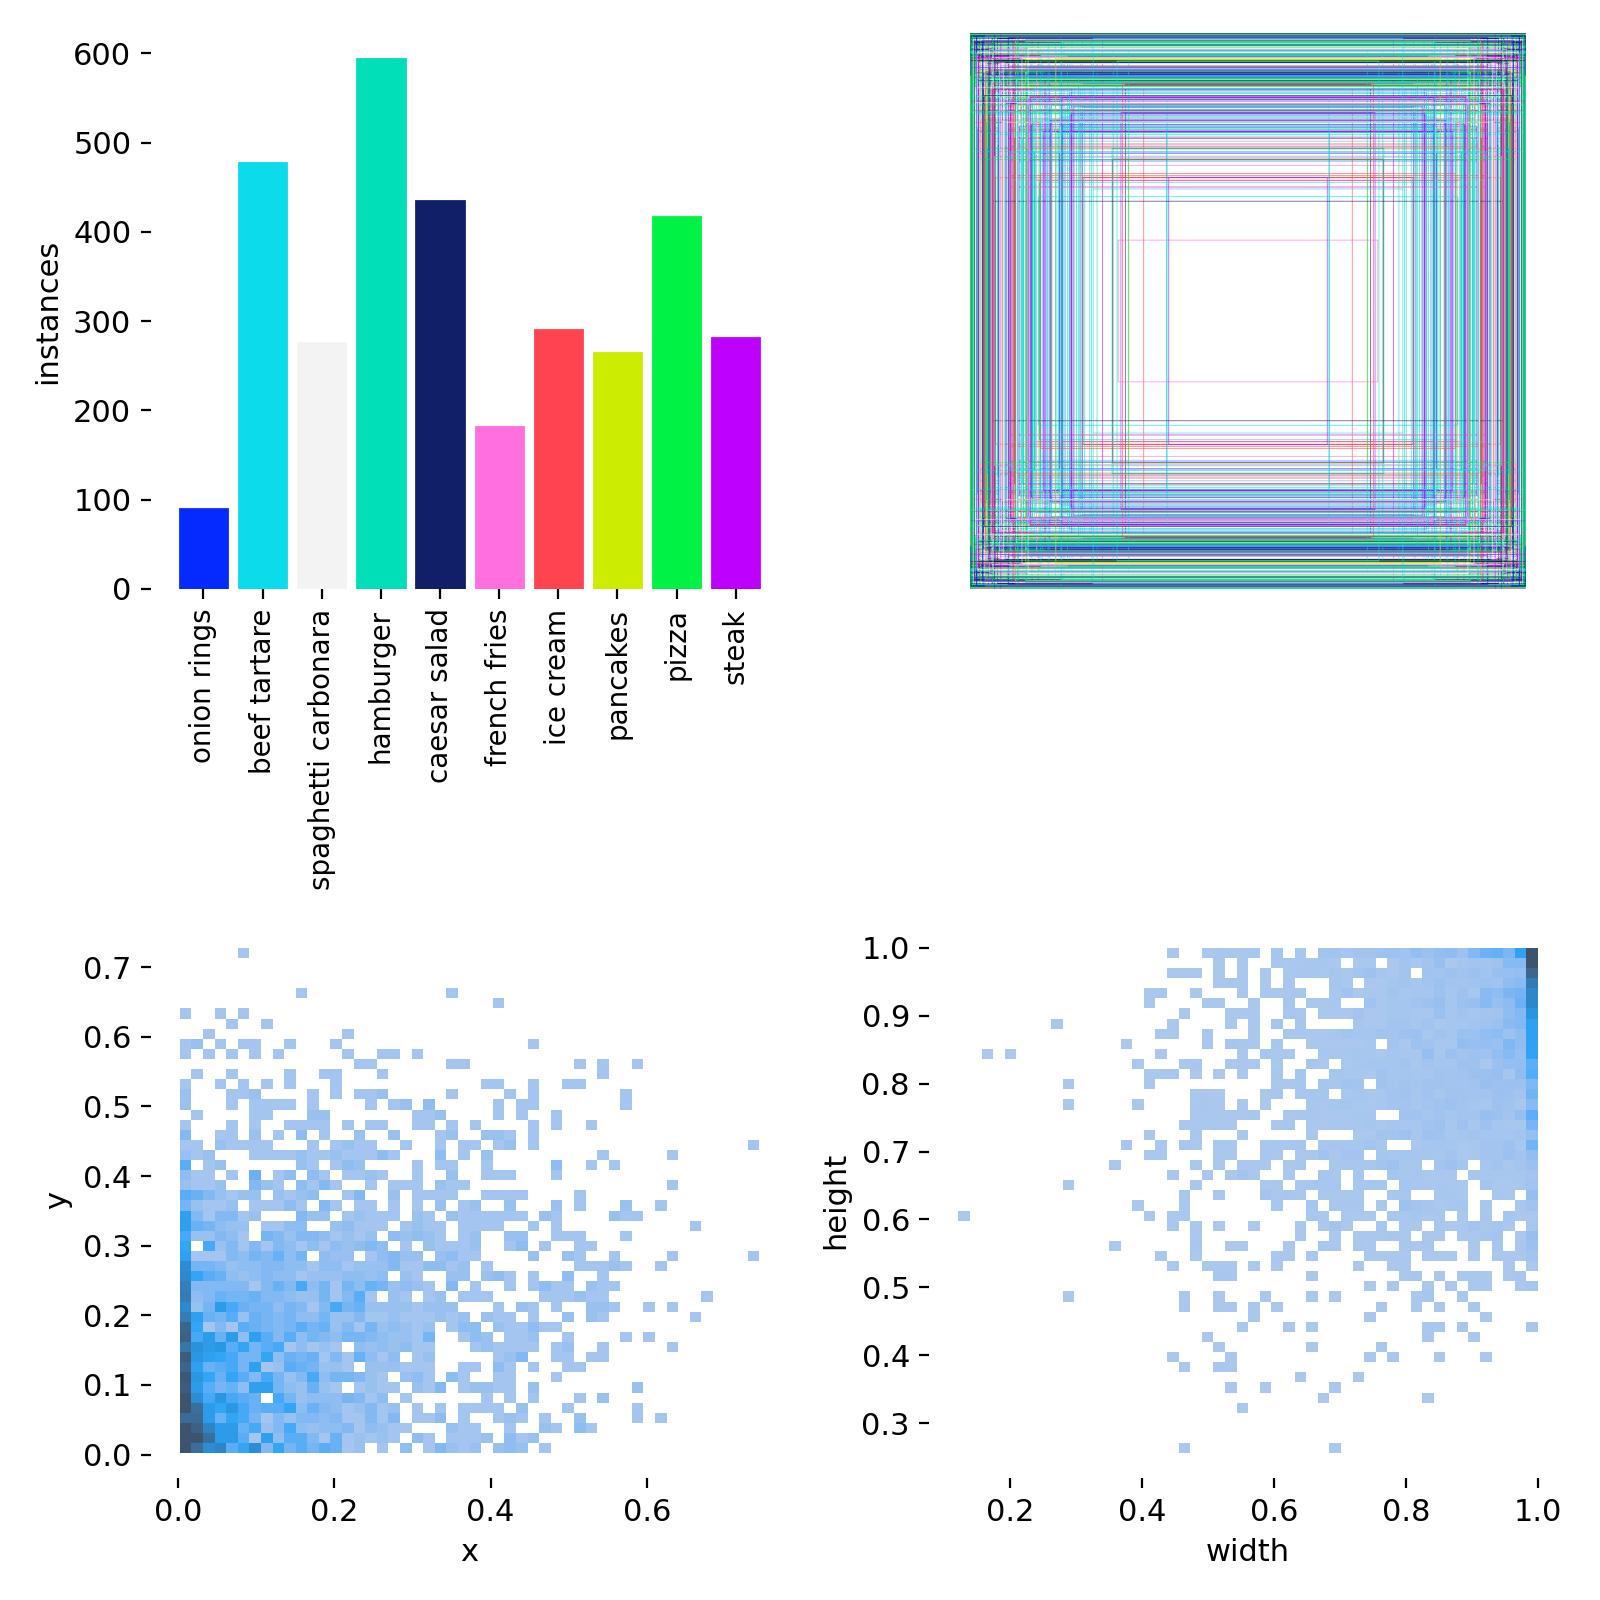 600
500
400
300
200
100
0
instances
onion rings
beef tartare
spaghetti carbonara
hamburger
caesar salad
french fries
ice cream
pancakes
pizza
steak
0.7
0.6
0.5
0.4
0.3
0.2
0.1
0.0
y
0.0 0.2 0.4 0.6
x
1.0
0.9
0.8
0.7
0.6
0.5
0.4
0.3
height
0.2 0.4 0.6 0.8 1.0
width